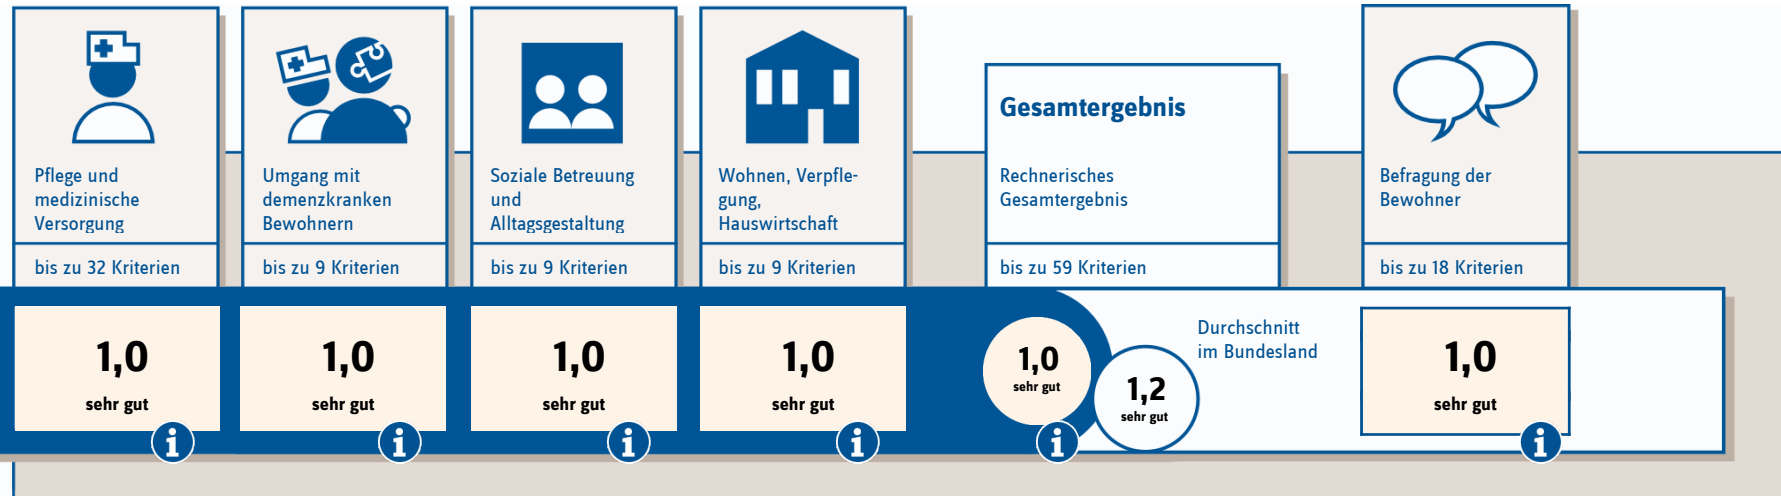 Pflege und
medizinische
Versorgung
bis zu 32 Kriterien
1,0
sehr gut
i
Umgang mit
demenzkranken
Bewohnern
bis zu 9 Kriterien
1,0
sehr gut
i
Soziale Betreuung
und
Alltagsgestaltung
bis zu 9 Kriterien
1,0
sehr gut
i
Wohnen, Verpfle-
gung,
Hauswirtschaft
bis zu 9 Kriterien
1,0
sehr gut
i
Gesamtergebnis
Rechnerisches
Gesamtergebnis
bis zu 59 Kriterien
1,0
sehr gut
i
1,2
sehr gut
Durchschnitt
im Bundesland
Befragung der
Bewohner
bis zu 18 Kriterien
1,0
sehr gut
i